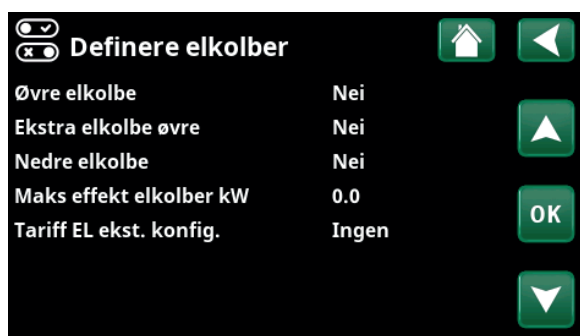 Definere elkolber
Øvre elkolbe Nei
Ekstra elkolbe øvre Nei
Nedre elkolbe Nei
Maks effekt elkolber kW 0.0
Tariff EL ekst. konfig. Ingen
OK